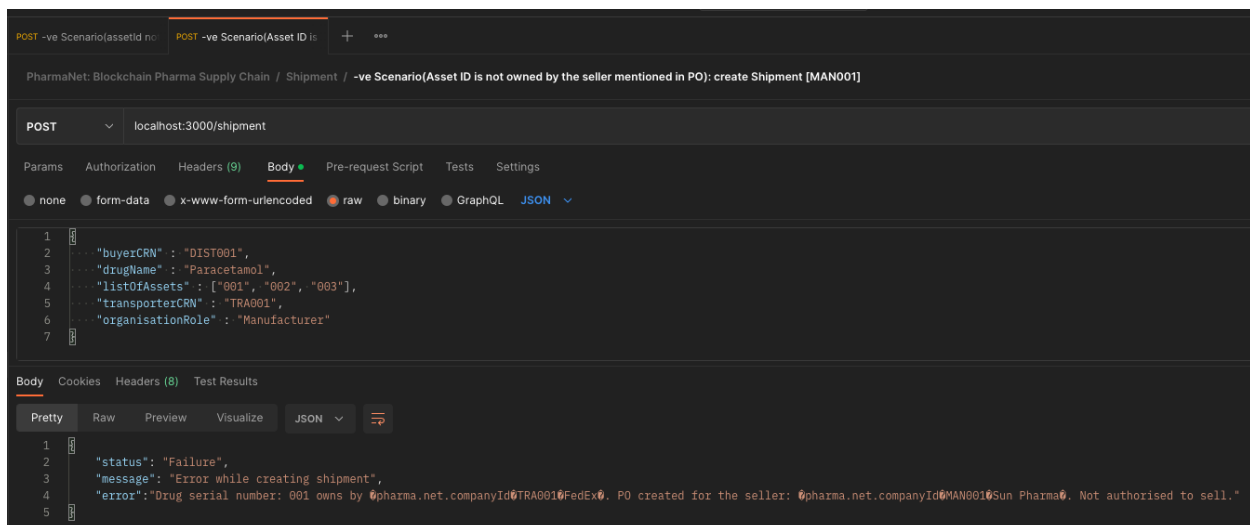 POST -ve Scenario(assetId no
POST -ve Scenario(Asset ID is
PharmaNet: Blockchain Pharma Supply Chain / Shipment / -ve Scenario(Asset ID is not owned by the seller mentioned in PO): create Shipment [MAN001]
POST localhost:3000/shipment
Params Authorization Headers (9) Body Pre-request Script Tests Settings
none form-data x-www-form-urlencoded raw binary GraphQL JSON
1 {
2 "buyerCRN" : "DIST001",
3 "drugName" : "Paracetamol",
4 "listOfAssets" : ["001", "002", "003"],
5 "transporterCRN" : "TRA001",
6 "organisationRole" : "Manufacturer"
7 }
Body Cookies Headers (8) Test Results
Pretty Raw Preview Visualize JSON
1 {
2 "status": "Failure",
3 "message": "Error while creating shipment",
4 "error":"Drug serial number: 001 owns by �pharma.net.companyId�TRA001�FedEx�. PO created for the seller: �pharma.net.companyId�MAN001�Sun Pharma�. Not authorised to sell."
5 }